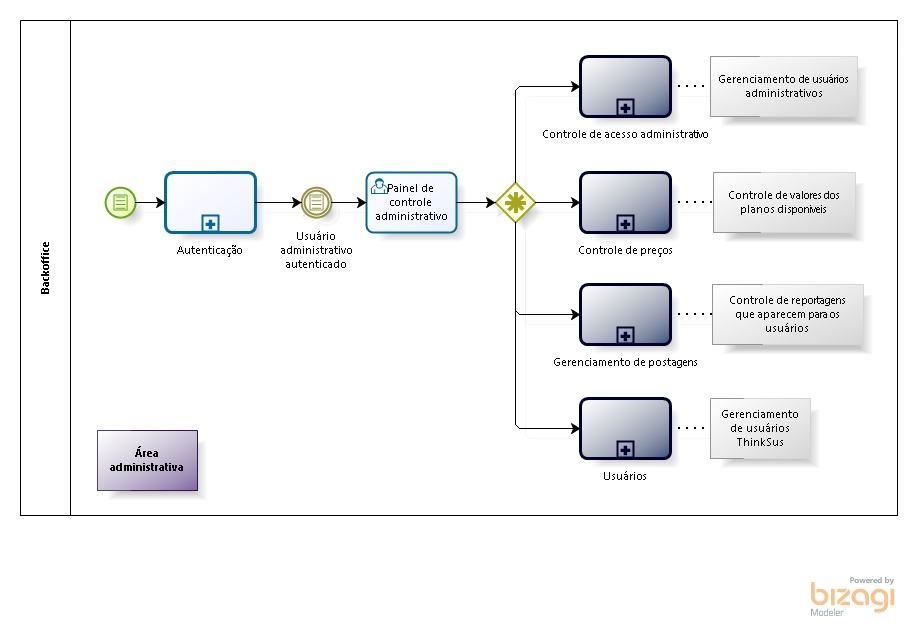 Backoffice
Autenticação
Usuário
administrativo
autenticado
Painel de
controle
administrativo
Controle de acesso administrativo
Gerenciamento de usuários
administrativos
Controle de preços
Controle de valores dos
planos disponíveis
Gerenciamento de postagens
Controle de reportagens
que aparecem para os
usuários
Usuários
Gerenciamento
de usuários
ThinkSus
Área
administrativa
Powered by
bizagi
Modeler